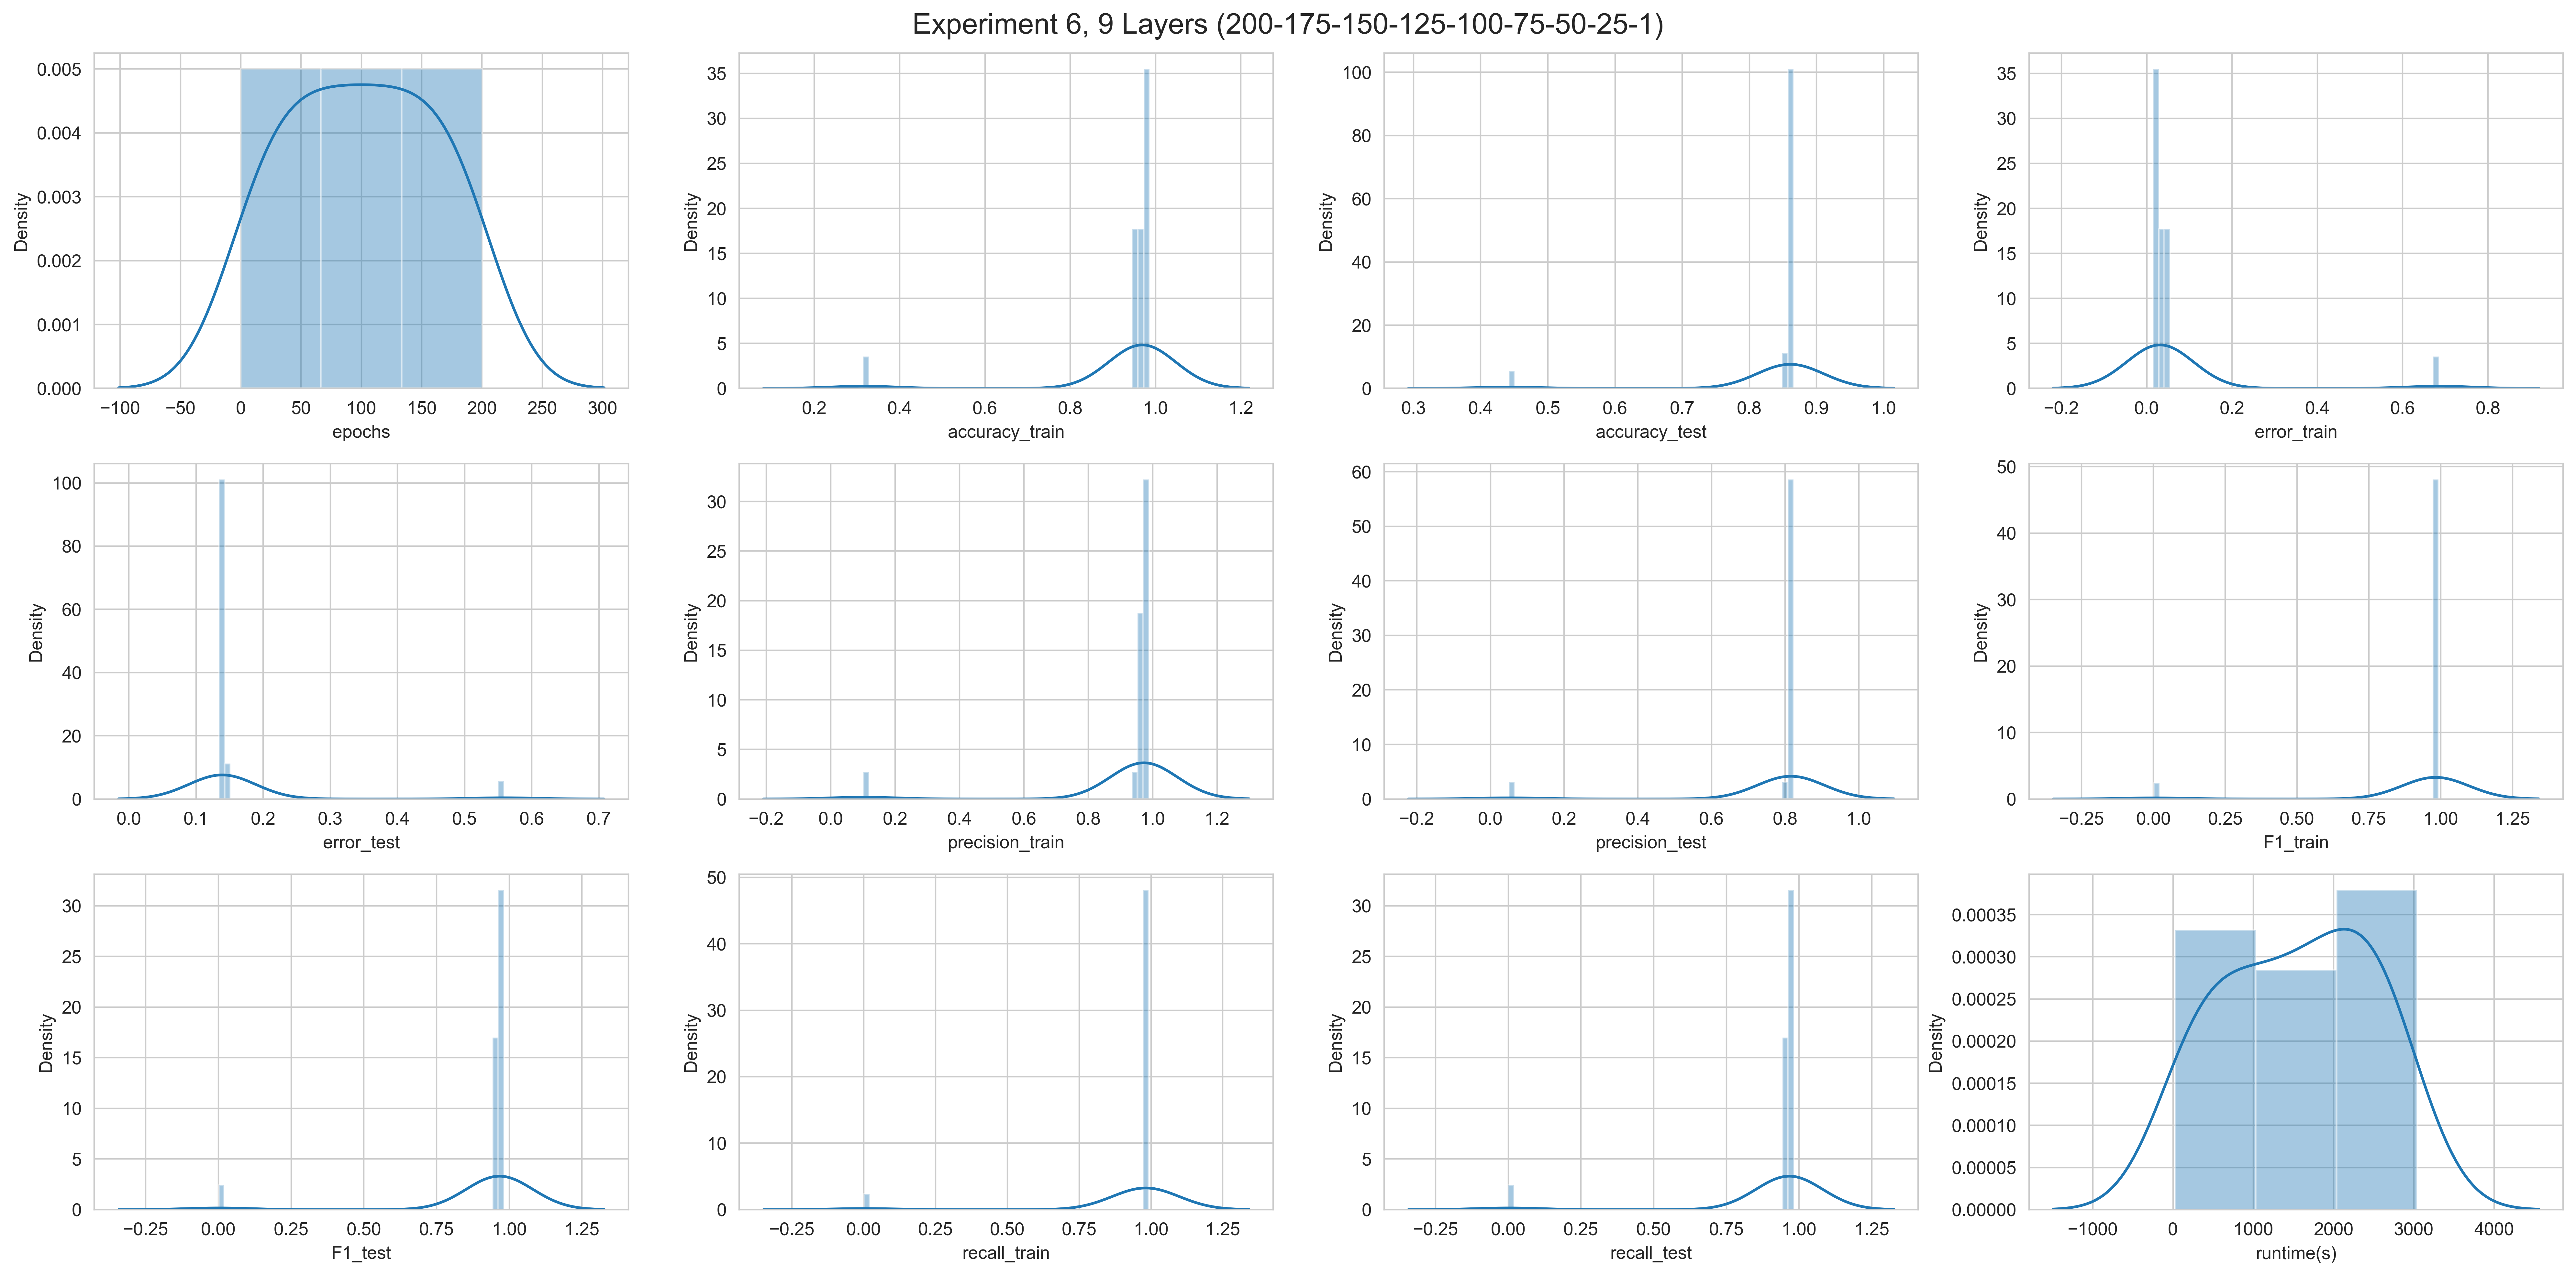 Experiment 6, 9 Layers (200-175-150-125-100-75-50-25-1)
Density
0.005
0.004
0.003
0.002
0.001
0.000
−100 −50 0 50 100 150 200 250 300
epochs
Density
35
30
25
20
15
10
5
0
0.2 0.4 0.6 0.8 1.0 1.2
accuracy_train
Density
100
80
60
40
20
0
0.3 0.4 0.5 0.6 0.7 0.8 0.9 1.0
accuracy_test
Density
35
30
25
20
15
10
5
0
−0.2 0.0 0.2 0.4 0.6 0.8
error_train
Density
100
80
60
40
20
0
0.0 0.1 0.2 0.3 0.4 0.5 0.6 0.7
error_test
Density
30
25
20
15
10
5
0
−0.2 0.0 0.2 0.4 0.6 0.8 1.0 1.2
precision_train
Density
60
50
40
30
20
10
0
−0.2 0.0 0.2 0.4 0.6 0.8 1.0
precision_test
Density
50
40
30
20
10
0
−0.25 0.00 0.25 0.50 0.75 1.00 1.25
F1_train
Density
30
25
20
15
10
5
0
−0.25 0.00 0.25 0.50 0.75 1.00 1.25
F1_test
Density
50
40
30
20
10
0
−0.25 0.00 0.25 0.50 0.75 1.00 1.25
recall_train
Density
30
25
20
15
10
5
0
−0.25 0.00 0.25 0.50 0.75 1.00 1.25
recall_test
Density
0.00035
0.00030
0.00025
0.00020
0.00015
0.00010
0.00005
0.00000
−1000 0 1000 2000 3000 4000
runtime(s)